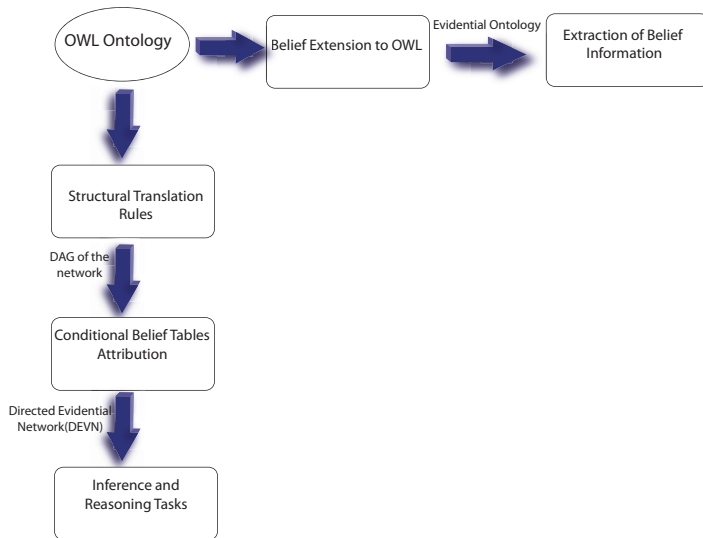 OWL Ontology
Belief Extension to OWL
Evidential Ontology
Extraction of Belief
Information
Structural Translation
Rules
DAG of the
network
Conditional Belief Tables
Attribution
Directed Evidential
Network(DEVN)
Inference and
Reasoning Tasks